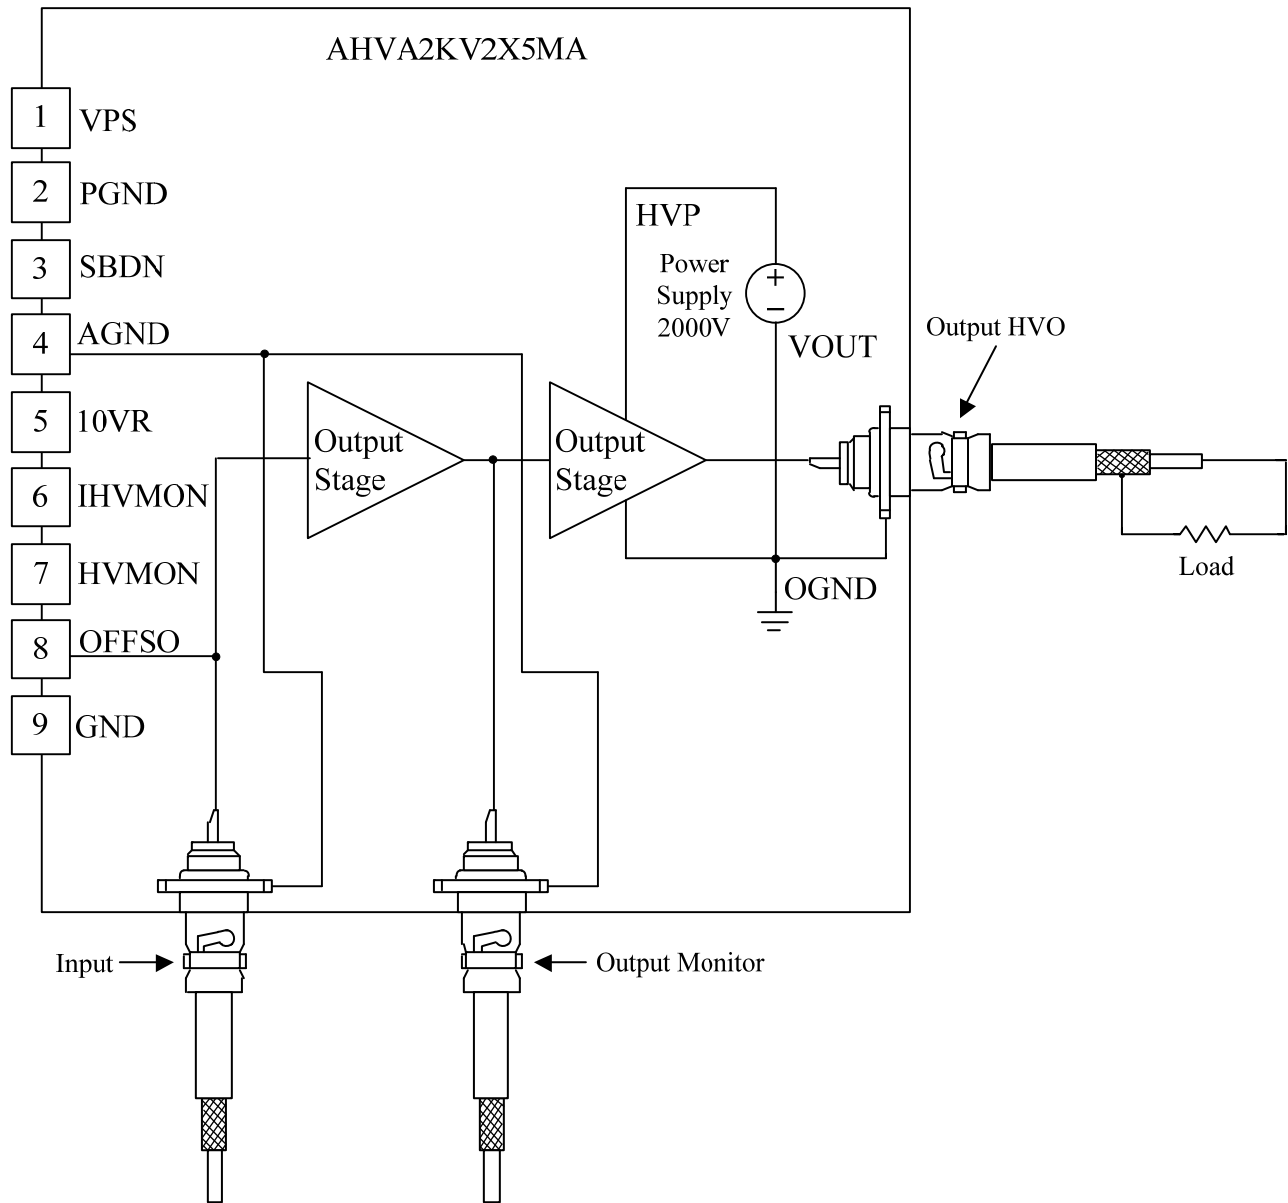 AHVA2KV2X5MA
1 VPS
2 PGND
3 SBDN
4 AGND
5 10VR
6 IHVMON
7 HVMON
8 OFFSO
9 GND
HVP
Power
Supply
2000V
+
−
VOUT
Output HVO
Output
Stage
Output
Stage
OGND
Load
Input
Output Monitor